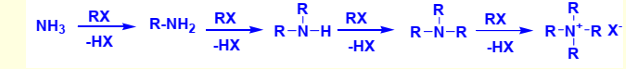 R R R
NH₃ RX R-NH₂ RX R-N-H RX R-N-R RX R-N⁺-R X⁻
-HX -HX -HX -HX R